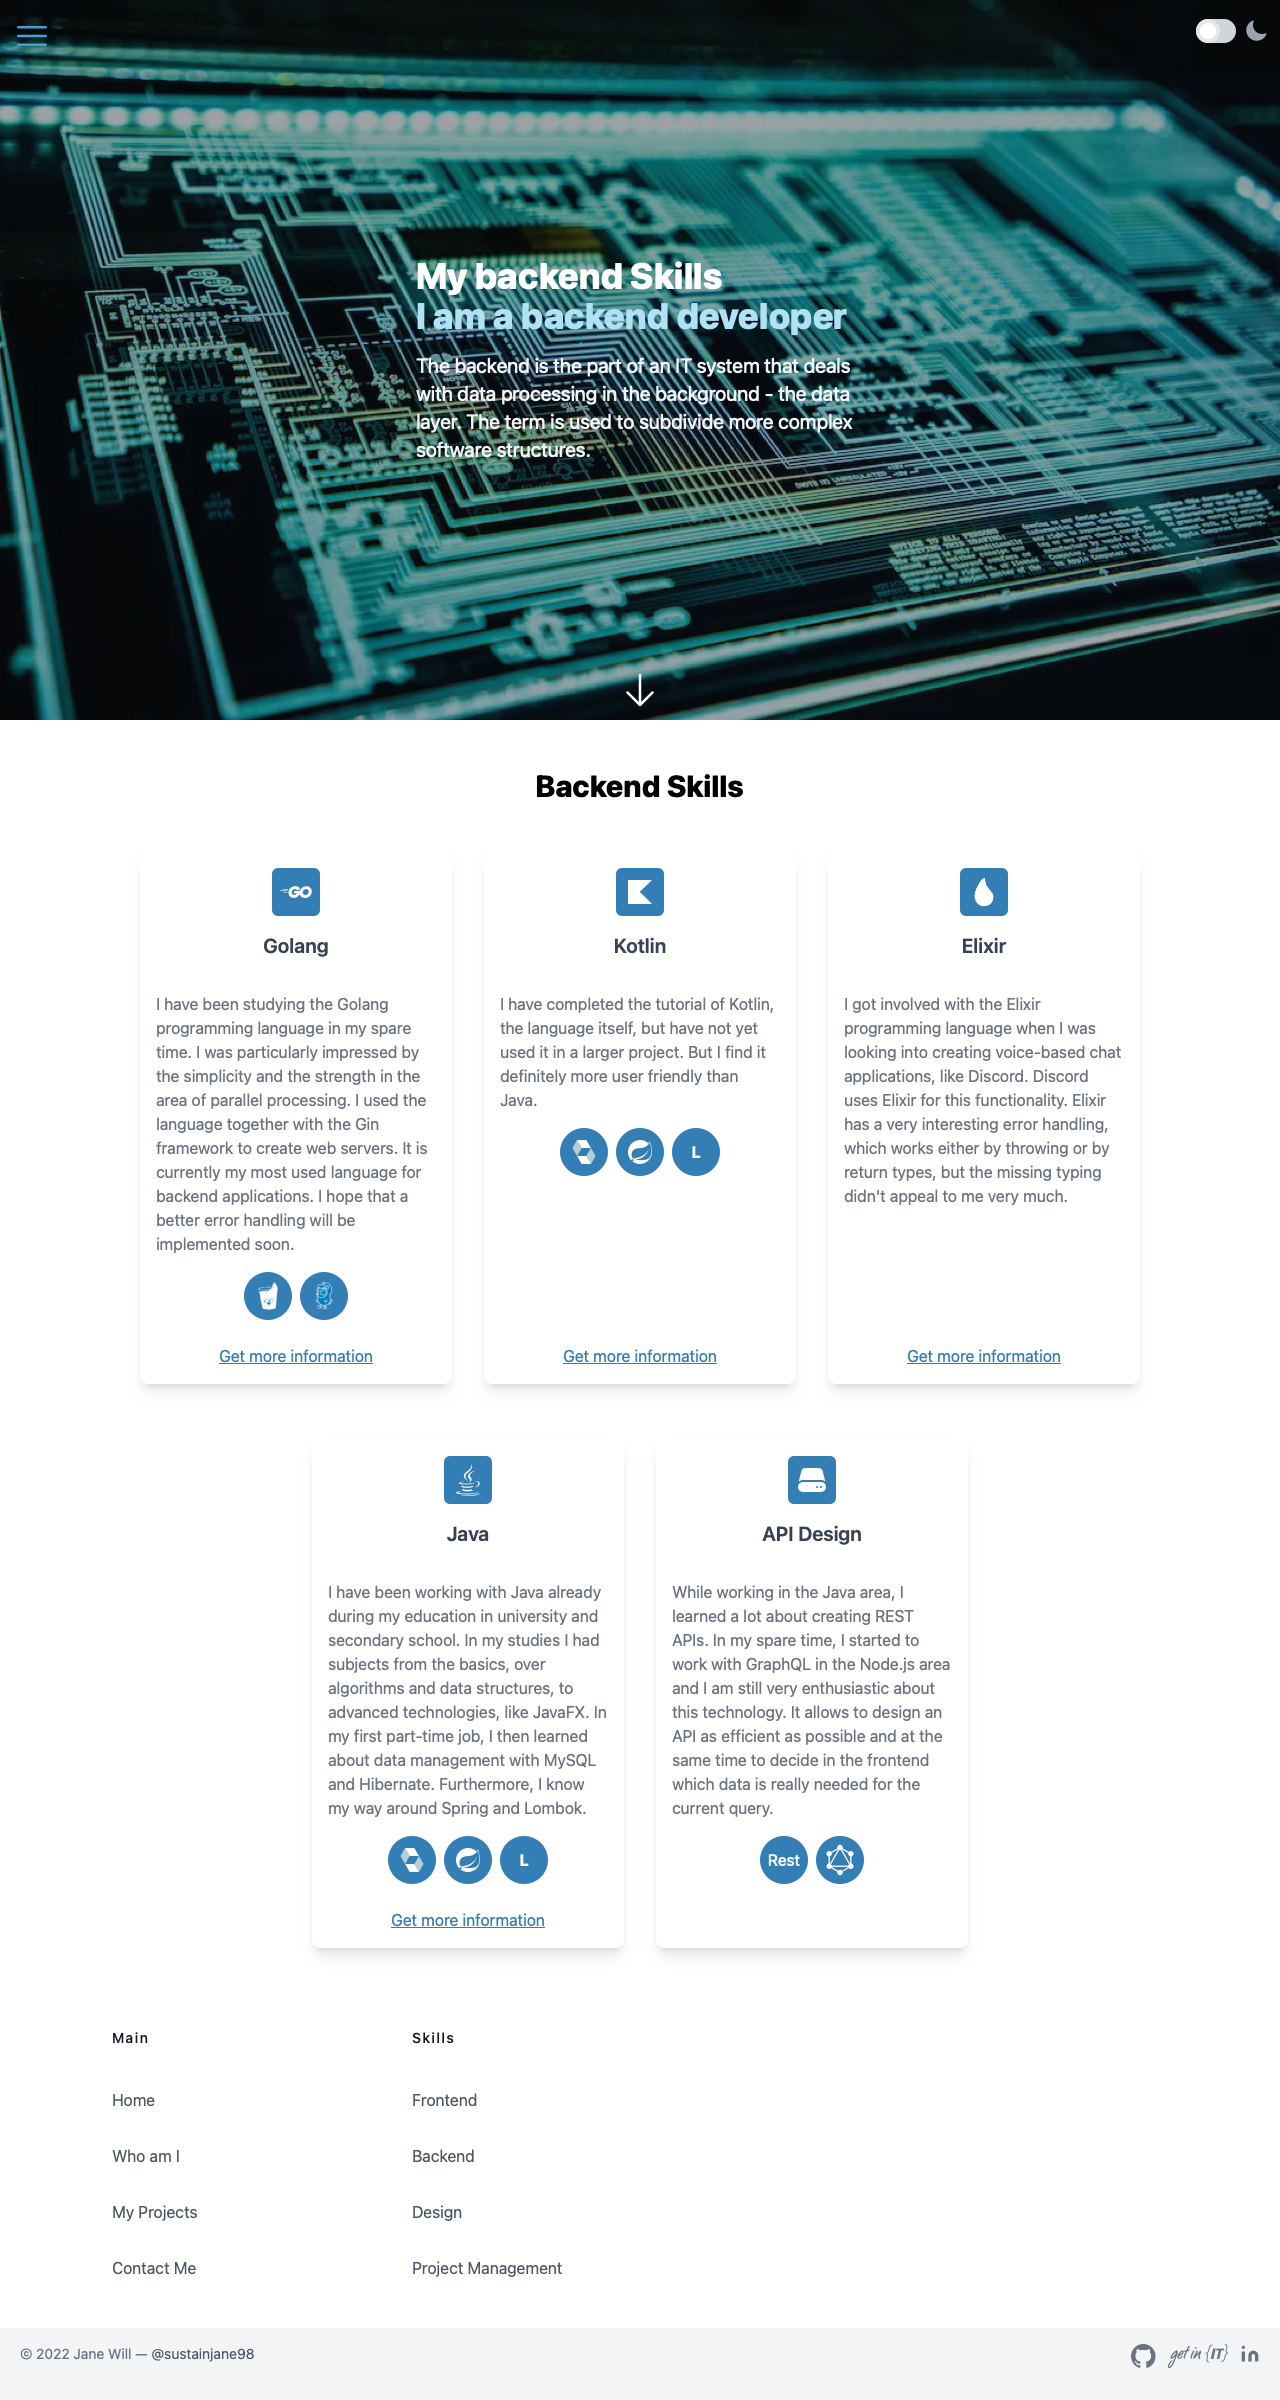 My backend Skills
I am a backend developer
The backend is the part of an IT system that deals
with data processing in the background - the data
layer. The term is used to subdivide more complex
software structures.
Backend Skills
GO
Golang
I have been studying the Golang
programming language in my spare
time. I was particularly impressed by
the simplicity and the strength in the
area of parallel processing. I used the
language together with the Gin
framework to create web servers. It is
currently my most used language for
backend applications. I hope that a
better error handling will be
implemented soon.
Get more information
Kotlin
I have completed the tutorial of Kotlin,
the language itself, but have not yet
used it in a larger project. But I find it
definitely more user friendly than
Java.
L
Get more information
Elixir
I got involved with the Elixir
programming language when I was
looking into creating voice-based chat
applications, like Discord. Discord
uses Elixir for this functionality. Elixir
has a very interesting error handling,
which works either by throwing or by
return types, but the missing typing
didn't appeal to me very much.
Get more information
Java
I have been working with Java already
during my education in university and
secondary school. In my studies I had
subjects from the basics, over
algorithms and data structures, to
advanced technologies, like JavaFX. In
my first part-time job, I then learned
about data management with MySQL
and Hibernate. Furthermore, I know
my way around Spring and Lombok.
L
Get more information
API Design
While working in the Java area, I
learned a lot about creating REST
APIs. In my spare time, I started to
work with GraphQL in the Node.js area
and I am still very enthusiastic about
this technology. It allows to design an
API as efficient as possible and at the
same time to decide in the frontend
which data is really needed for the
current query.
Rest
Main
Home
Who am I
My Projects
Contact Me
Skills
Frontend
Backend
Design
Project Management
© 2022 Jane Will — @sustainjane98
get in {IT}
in